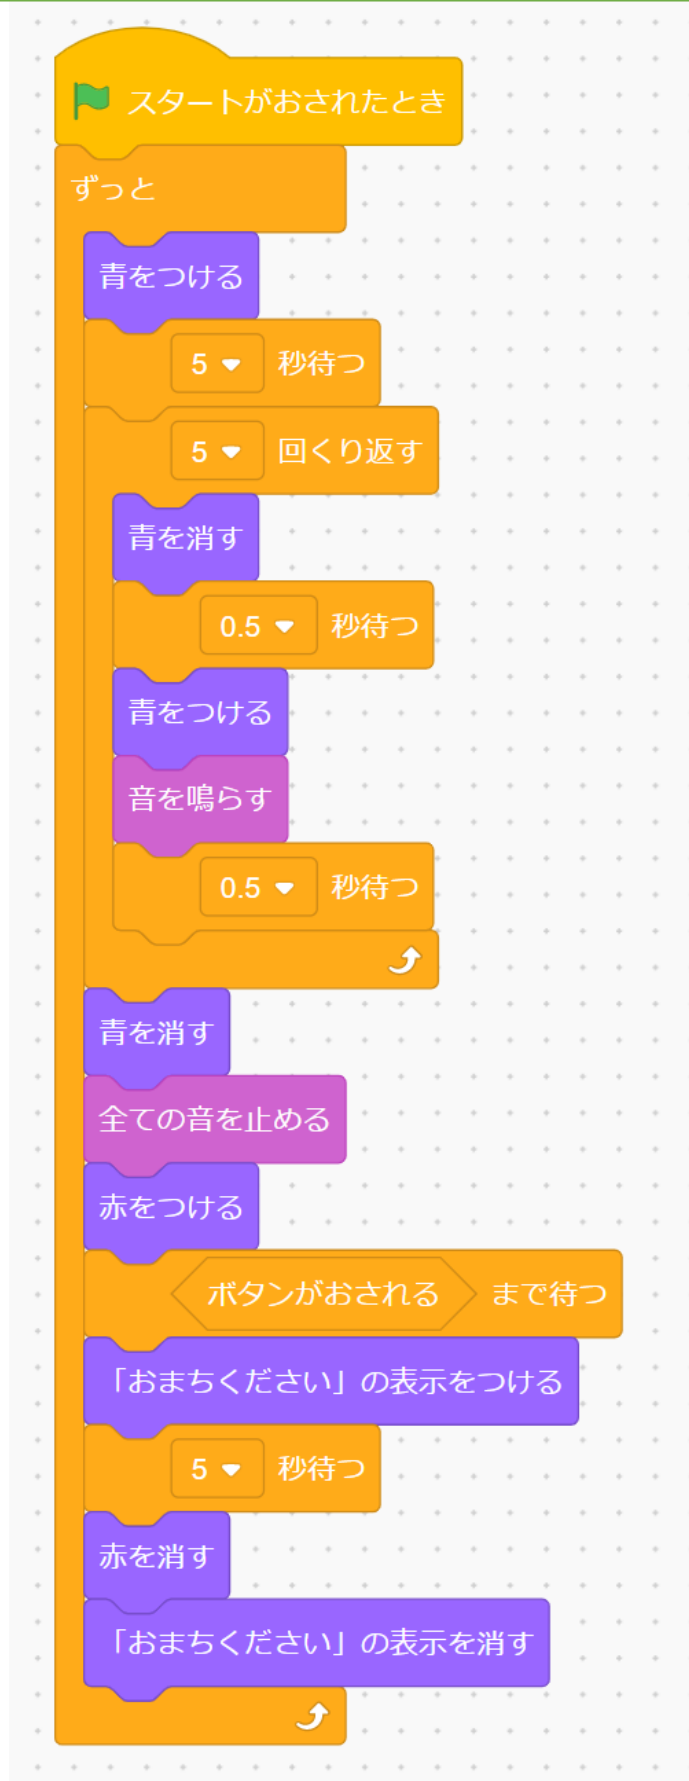 スタートがおされたとき
ずっと
青をつける
5 秒待つ
5 回くり返す
青を消す
0.5 秒待つ
青をつける
音を鳴らす
0.5 秒待つ
青を消す
全ての音を止める
赤をつける
ボタンがおされる まで待つ
「おまちください」の表示をつける
5 秒待つ
赤を消す
「おまちください」の表示を消す